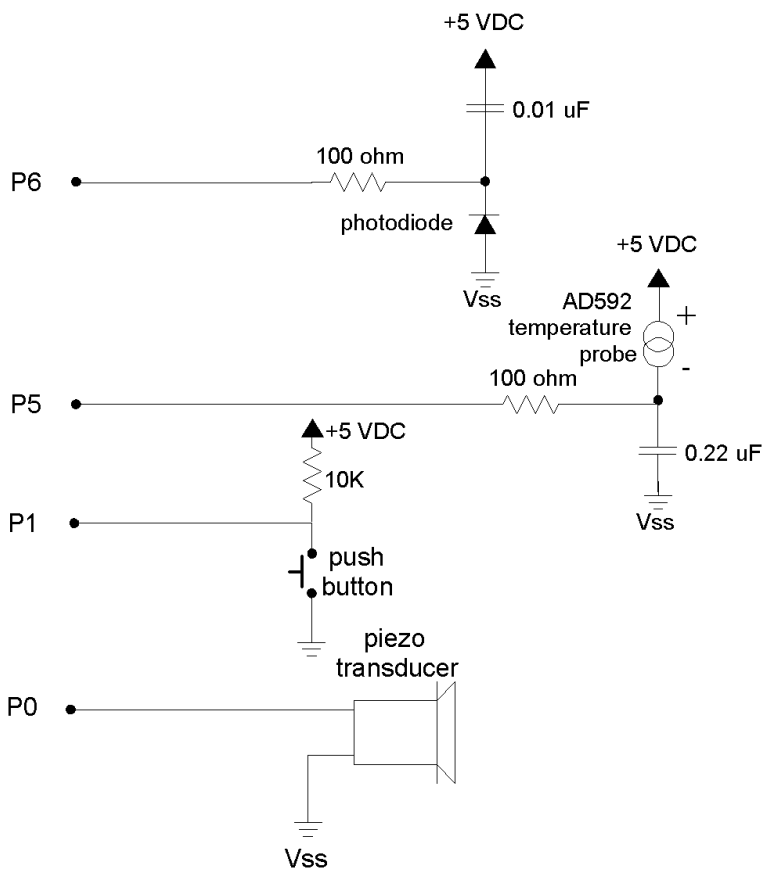 +5 VDC
0.01 uF
100 ohm
P6
photodiode
Vss
+5 VDC
AD592
temperature
probe
+
-
100 ohm
P5
+5 VDC
0.22 uF
10K
Vss
P1
push
button
piezo
transducer
P0
Vss